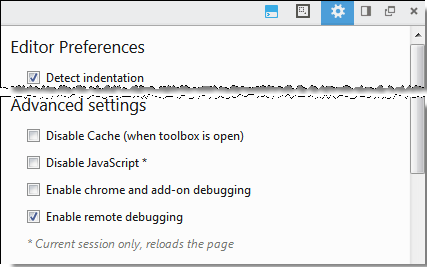 Editor Preferences
Detect indentation
Advanced settings
Disable Cache (when toolbox is open)
Disable JavaScript *
Enable chrome and add-on debugging
Enable remote debugging
* Current session only, reloads the page